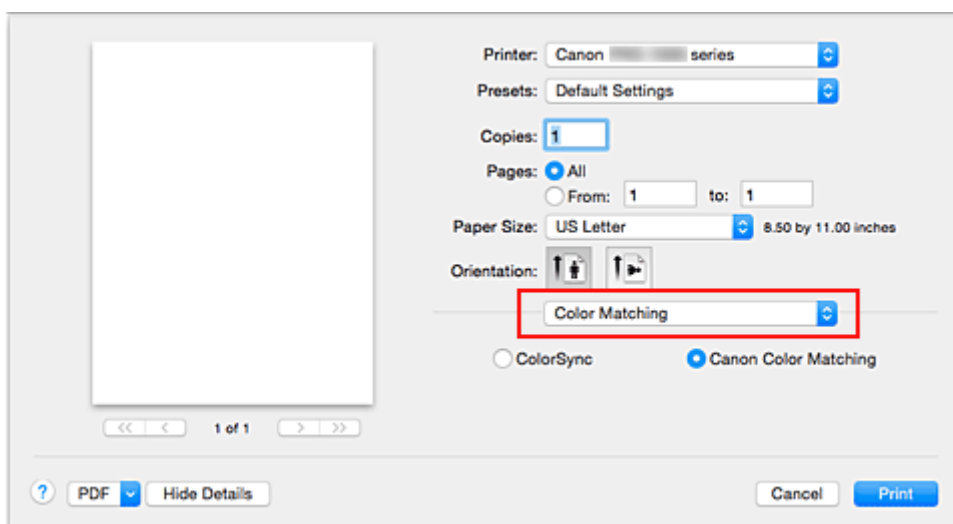 Printer: Canon series
Presets: Default Settings
Copies: 1
Pages: All
From: 1 to: 1
Paper Size: US Letter 8.50 by 11.00 inches
Orientation:
Color Matching
ColorSync Canon Color Matching
<< < 1 of 1 > >>
? PDF Hide Details Cancel Print